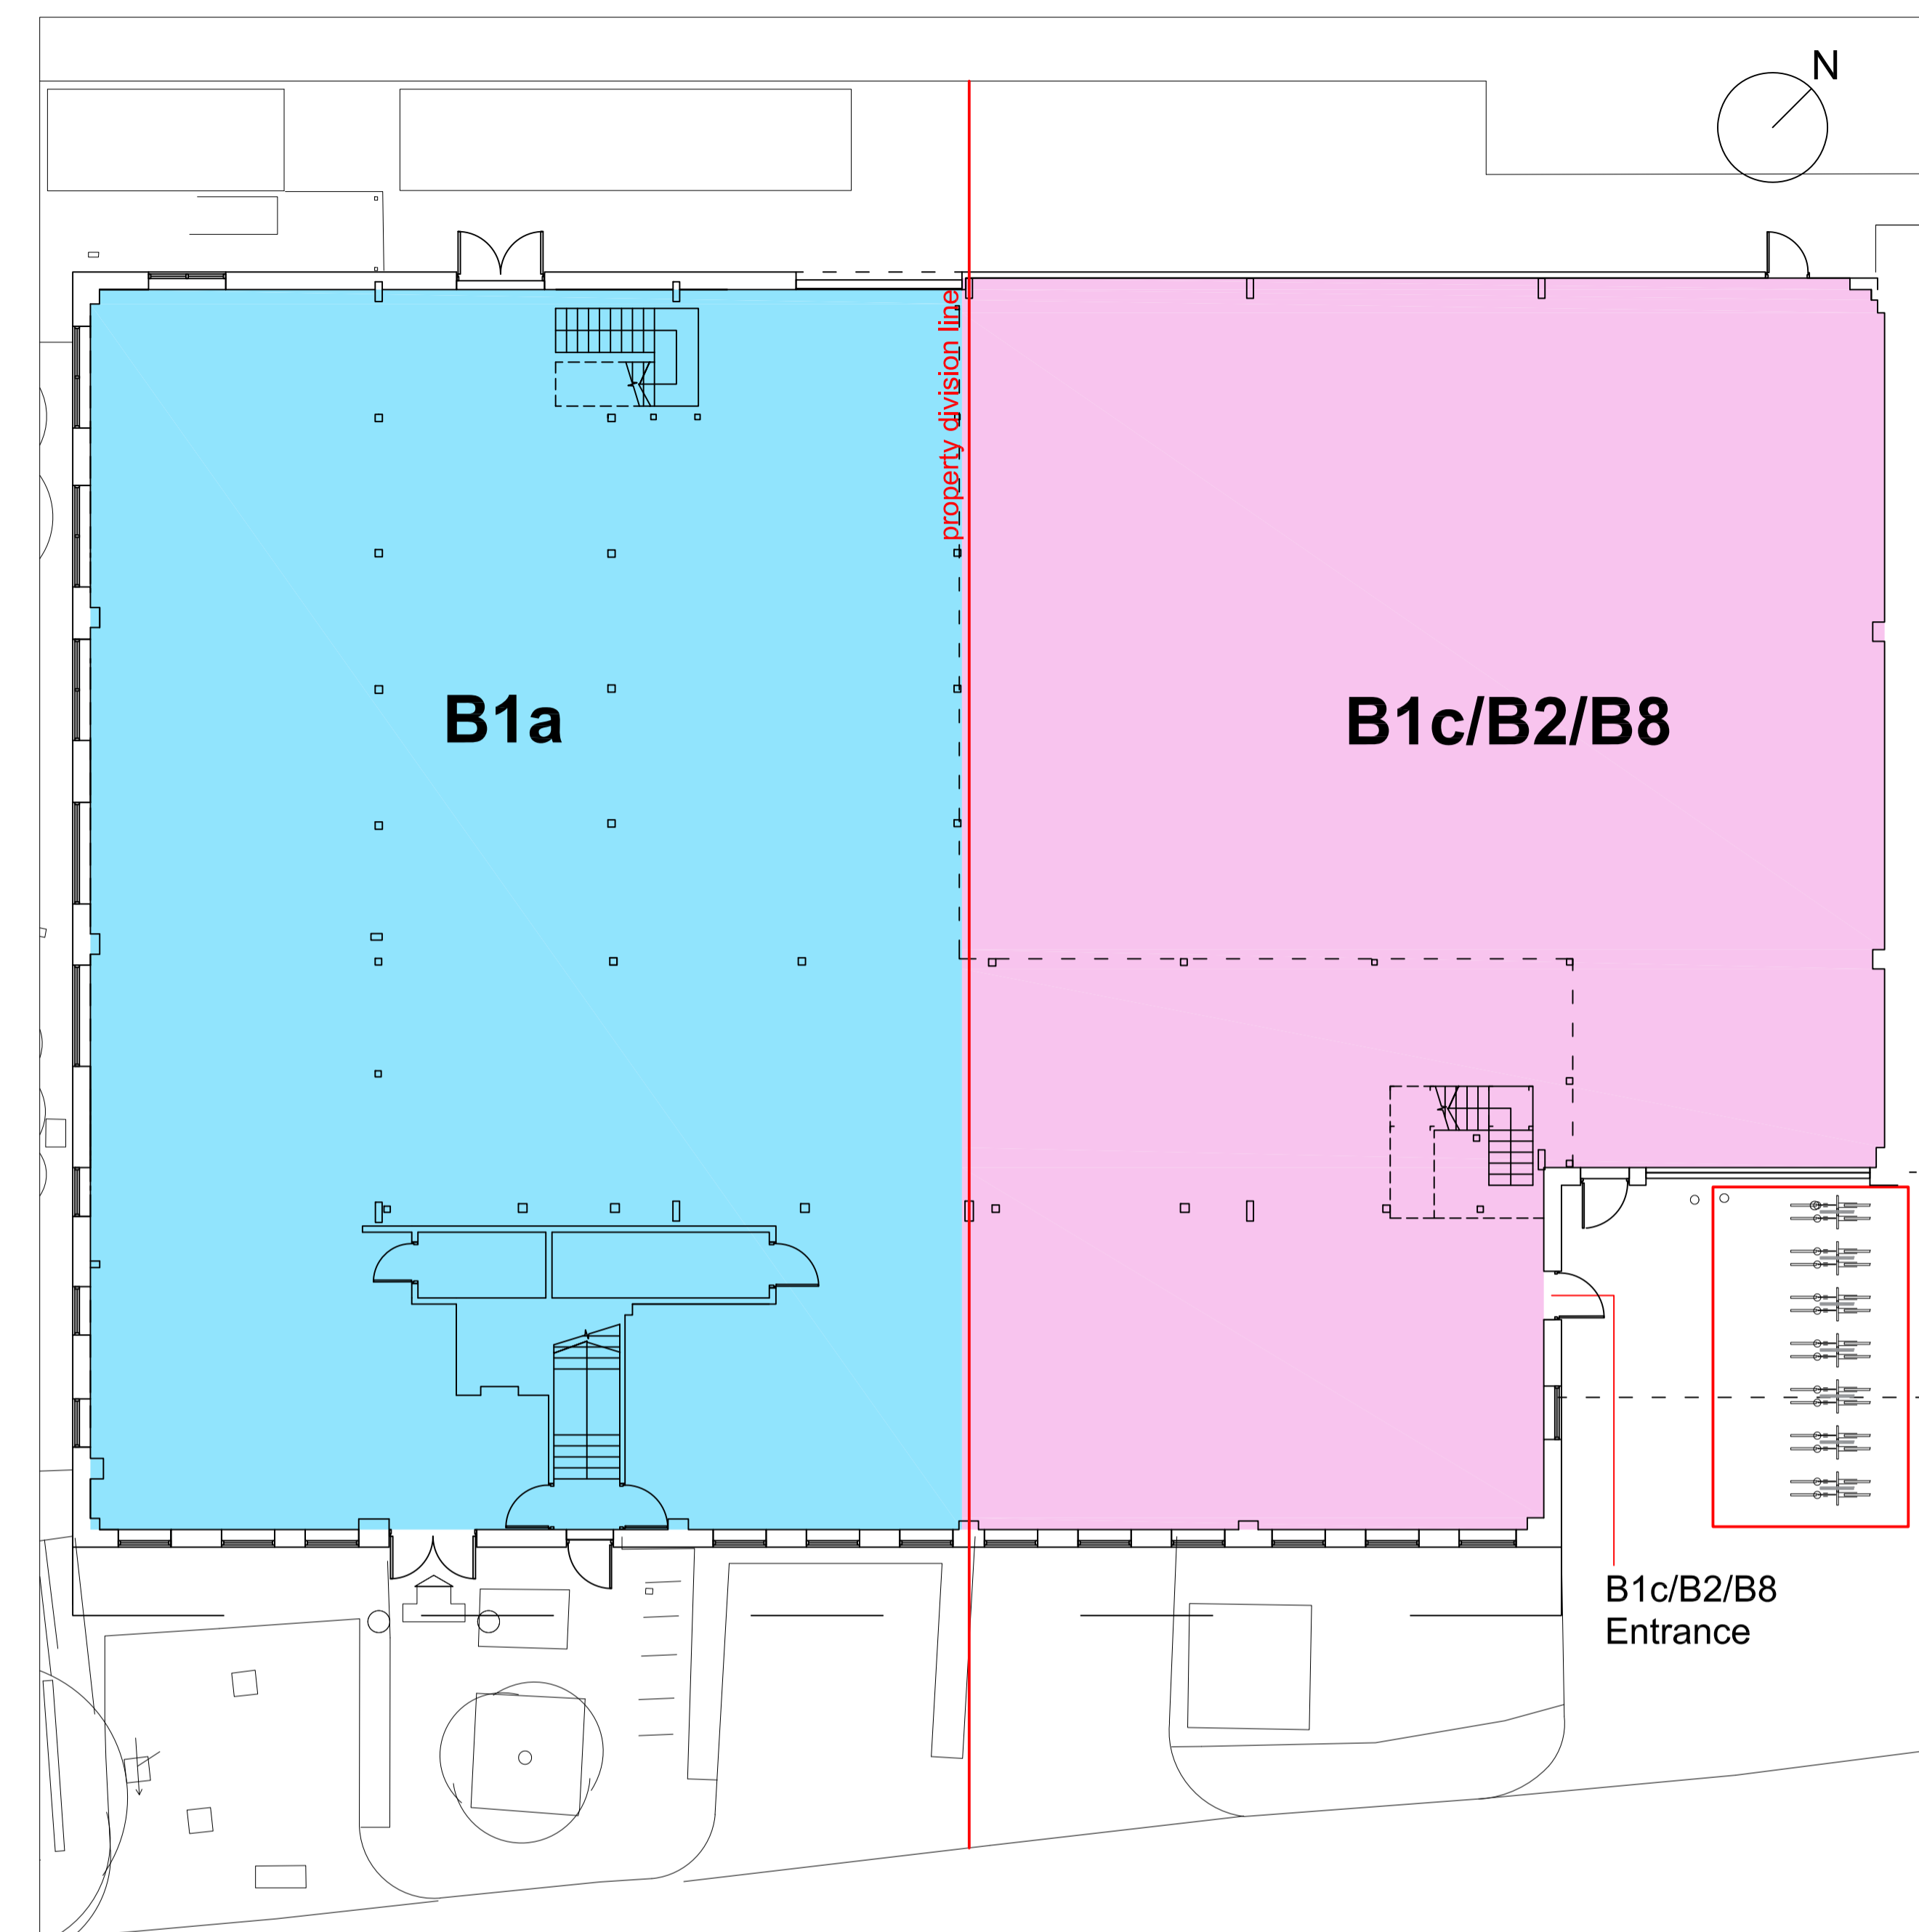 N
property division line
B1a
B1c/B2/B8
B1c/B2/B8
Entrance